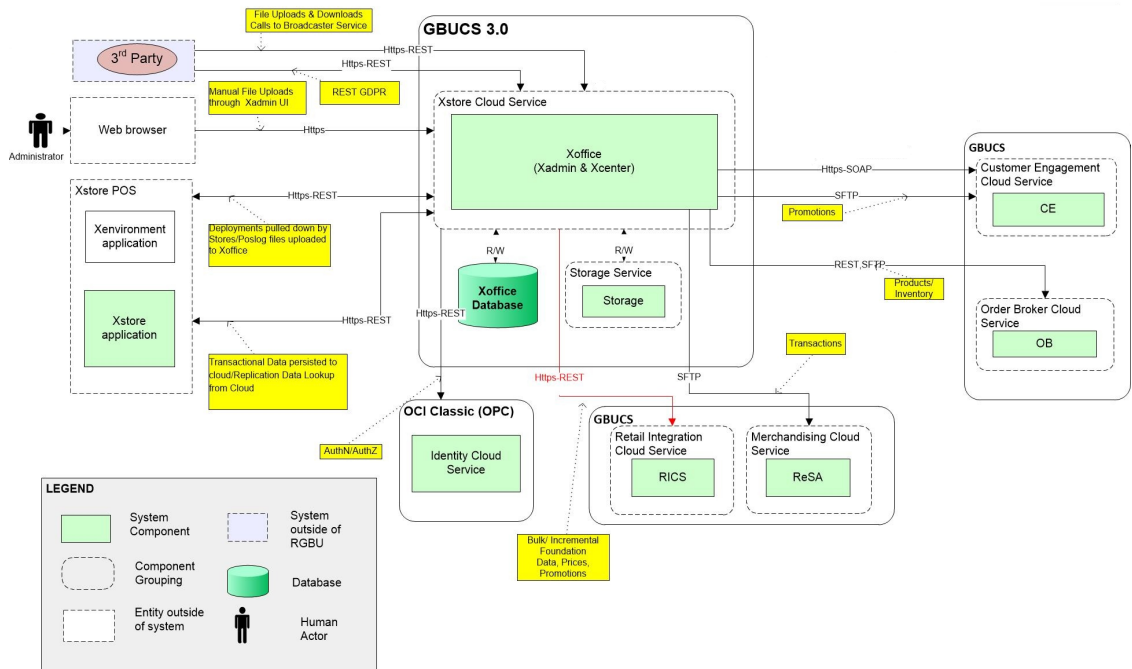 File Uploads & Downloads
Calls to Broadcaster Service
GBUCS 3.0
3rd Party
Https-REST
Https-REST
Manual File Uploads
through Xadmin UI
REST GDPR
Xstore Cloud Service
Web browser
Administrator
Https
Xoffice
(Xadmin & Xcenter)
GBUCS
Https-SOAP
Customer Engagement
Cloud Service
SFTP
CE
Promotions
Xstore POS
Https-REST
Xenvironment
application
Deployments pulled down by
Stores/Poslog files uploaded
to Xoffice
R/W
R/W
REST,SFTP
Storage Service
Xoffice
Database
Storage
Products/
Inventory
Xstore
application
Https-REST
Https-REST
Order Broker Cloud
Service
OB
Transactions
Transactional Data persisted to
cloud/Replication Data Lookup
from Cloud
Https-REST
SFTP
OCI Classic (OPC)
GBUCS
Identity Cloud
Service
AuthN/AuthZ
Retail Integration
Cloud Service
RICS
Merchandising Cloud
Service
ReSA
Bulk/ Incremental
Foundation
Data, Prices,
Promotions
LEGEND
System
Component
System
outside of
RGBU
Component
Grouping
Database
Entity outside
of system
Human
Actor